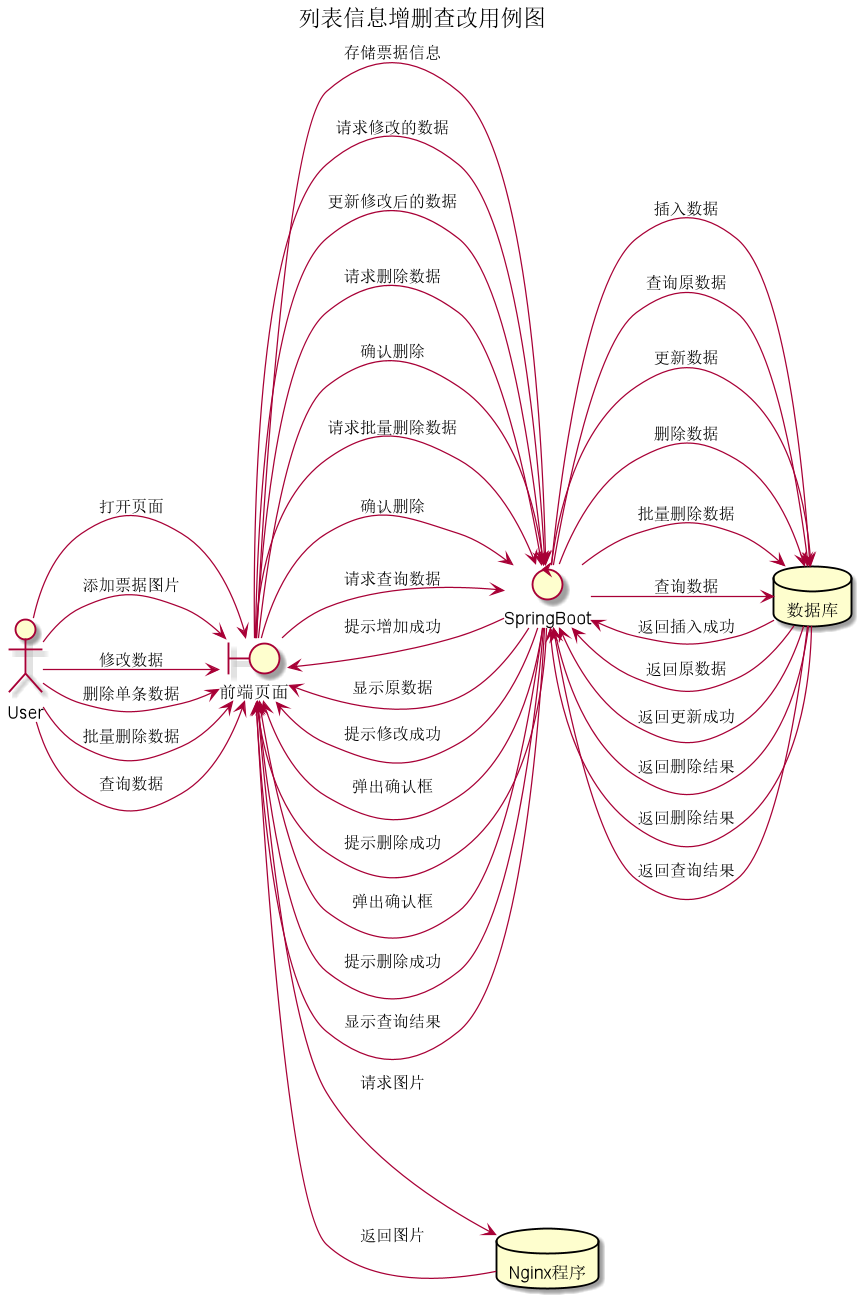 列表信息增删查改用例图
存储票据信息
请求修改的数据
更新修改后的数据
请求删除数据
确认删除
请求批量删除数据
确认删除
请求查询数据
提示增加成功
显示原数据
提示修改成功
弹出确认框
提示删除成功
弹出确认框
提示删除成功
显示查询结果
请求图片
返回图片
插入数据
查询原数据
更新数据
删除数据
批量删除数据
查询数据
返回插入成功
返回原数据
返回更新成功
返回删除结果
返回删除结果
返回查询结果
打开页面
添加票据图片
修改数据
删除单条数据
批量删除数据
查询数据
User
前端页面
SpringBoot
数据库
Nginx程序